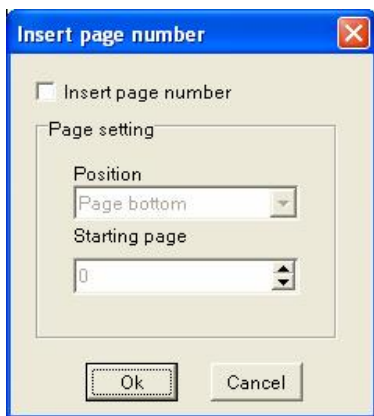 Insert page number
Insert page number
Page setting
Position
Page bottom
Starting page
0
Ok
Cancel